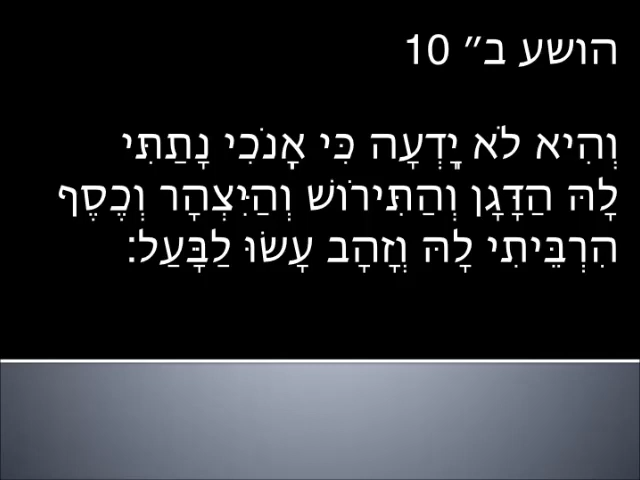 הושע ב״ 10
וְהִיא לֹא יָדְעָה כִּי אָנֹכִי נָתַתִּי
לָהּ הַדָּגָן וְהַתִּירוֹשׁ וְהַיִּצְהָר וְכֶסֶף
הִרְבֵּיתִי לָהּ וְזָהָב עָשׂוּ לַבָּעַל: